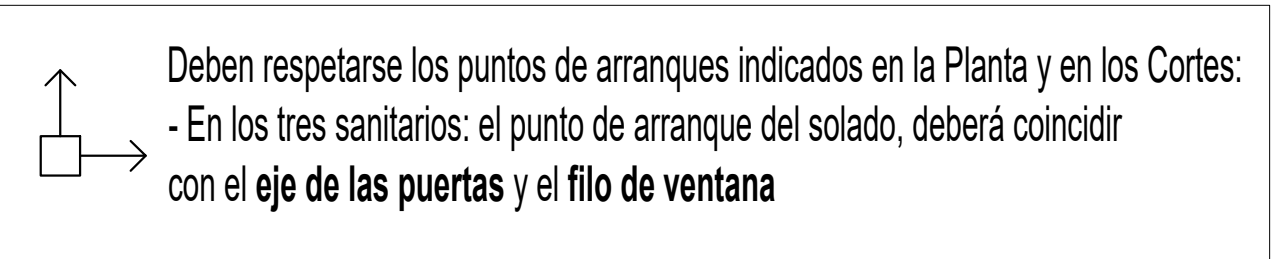 Deben respetarse los puntos de arranques indicados en la Planta y en los Cortes:
- En los tres sanitarios: el punto de arranque del solado, deberá coincidir
con el eje de las puertas y el filo de ventana